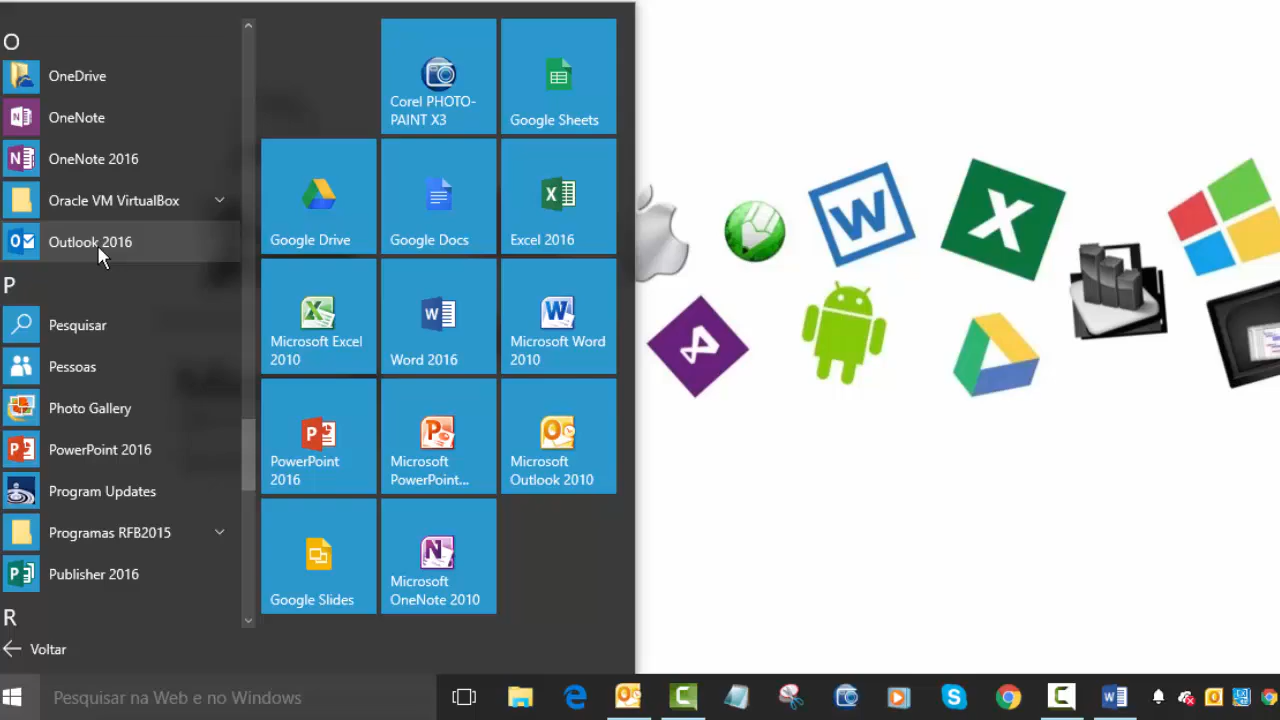 O
OneDrive
OneNote
OneNote 2016
Oracle VM VirtualBox
Outlook 2016
P
Pesquisar
Pessoas
Photo Gallery
PowerPoint 2016
Program Updates
Programas RFB2015
Publisher 2016
R
Voltar
Corel PHOTO-
PAINT X3
Google Sheets
Google Drive
Google Docs
Excel 2016
Microsoft Excel
2010
Word 2016
Microsoft Word
2010
PowerPoint
2016
Microsoft
PowerPoint...
Microsoft
Outlook 2010
Google Slides
Microsoft
OneNote 2010
Pesquisar na Web e no Windows